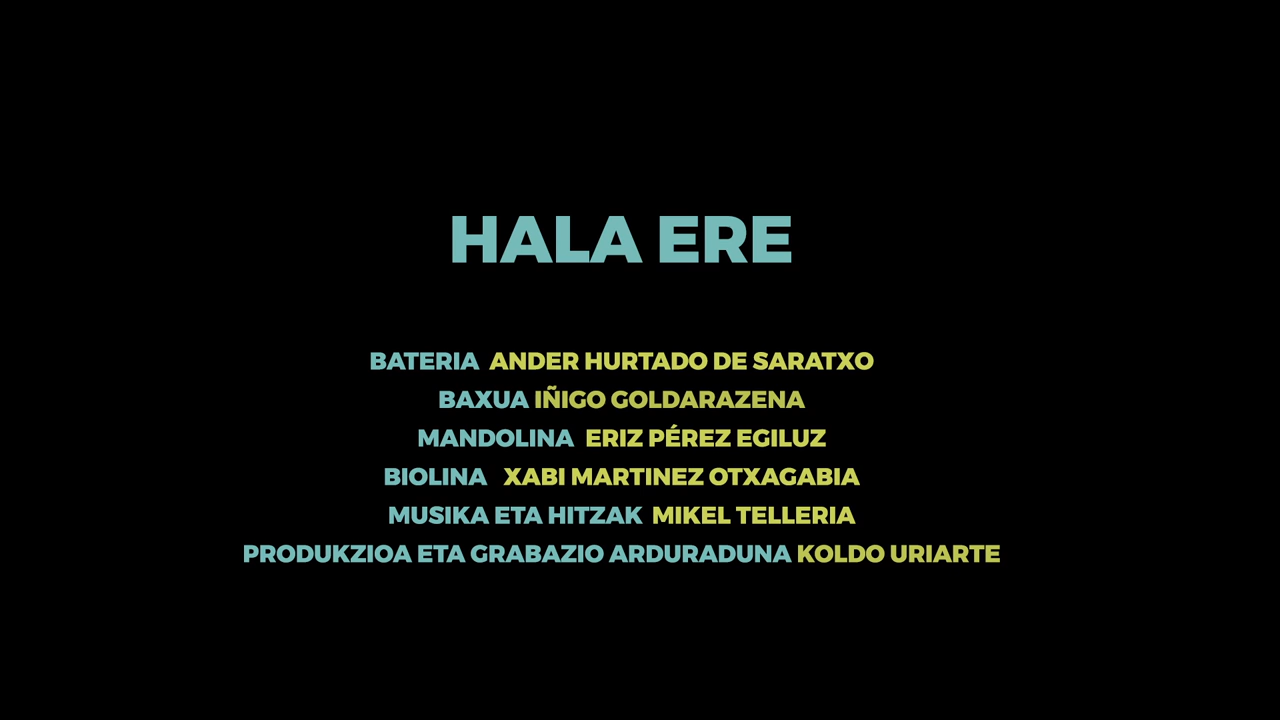 HALA ERE
BATERIA ANDER HURTADO DE SARATXO
BAXUA IÑIGO GOLDARAZENA
MANDOLINA ERIZ PÉREZ EGILUZ
BIOLINA XABI MARTINEZ OTXAGABIA
MUSIKA ETA HITZAK MIKEL TELLERIA
PRODUKZIOA ETA GRABAZIO ARDURADUNA KOLDO URIARTE